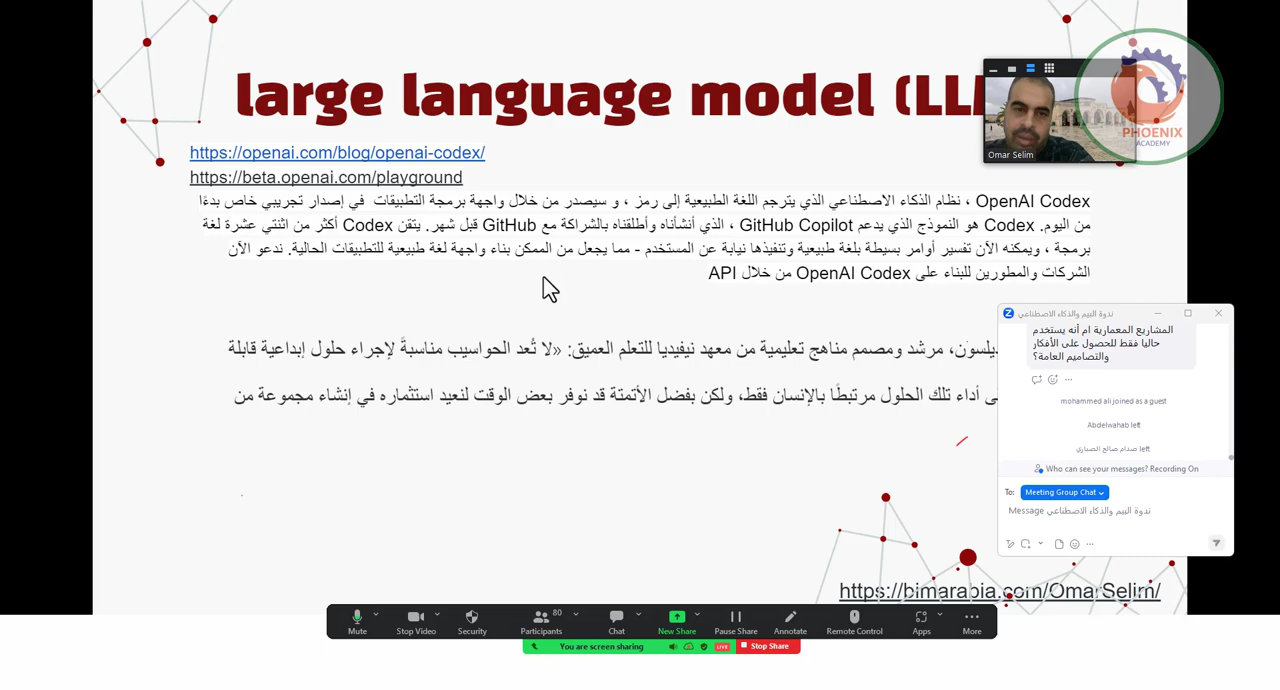 large language model (LL
https://openai.com/blog/openai-codex/
https://beta.openai.com/playground
OpenAI Codex ، نظام الذكاء الاصطناعي الذي يترجم اللغة الطبيعية إلى رمز ، و سيصدر من خلال واجهة برمجة التطبيقات في إصدار تجريبي خاص بدءًا
من اليوم. Codex هو النموذج الذي يدعم GitHub Copilot ، الذي أنشأناه وأطلقناه بالشراكة مع GitHub قبل شهر. يتقن Codex أكثر من اثنتي عشرة لغة
برمجة ، ويمكنه الآن تفسير أوامر بسيطة بلغة طبيعية وتنفيذها نيابة عن المستخدم - مما يجعل من الممكن بناء واجهة لغة طبيعية للتطبيقات الحالية. ندعو الآن
الشركات والمطورين للبناء على OpenAI Codex من خلال API
ديلسون، مرشد ومصمم مناهج تعليمية من معهد نيفيديا للتعلم العميق: «لا تُعد الحواسيب مناسبةً لإجراء حلول إبداعية قابلة
أداء تلك الحلول مرتبطًا بالإنسان فقط، ولكن بفضل الأتمتة قد نوفر بعض الوقت لنعيد استثماره في إنشاء مجموعة من
https://bimarabia.com/OmarSelim/
Omar Selim
PHOENIX
ACADEMY
ندوة البيم والذكاء الاصطناعي
المشاريع المعمارية ام أنه يستخدم
حاليا فقط للحصول على الأفكار
والتصاميم العامة؟
mohammed ali joined as a guest
Abdelwahab left
صدام صالح الصباري left
Who can see your messages? Recording On
To: Meeting Group Chat
Message ندوة البيم والذكاء الاصطناعي
Mute
Stop Video
Security
Participants 80
Chat
New Share
Pause Share
Annotate
Remote Control
Apps
More
You are screen sharing
LIVE
Stop Share